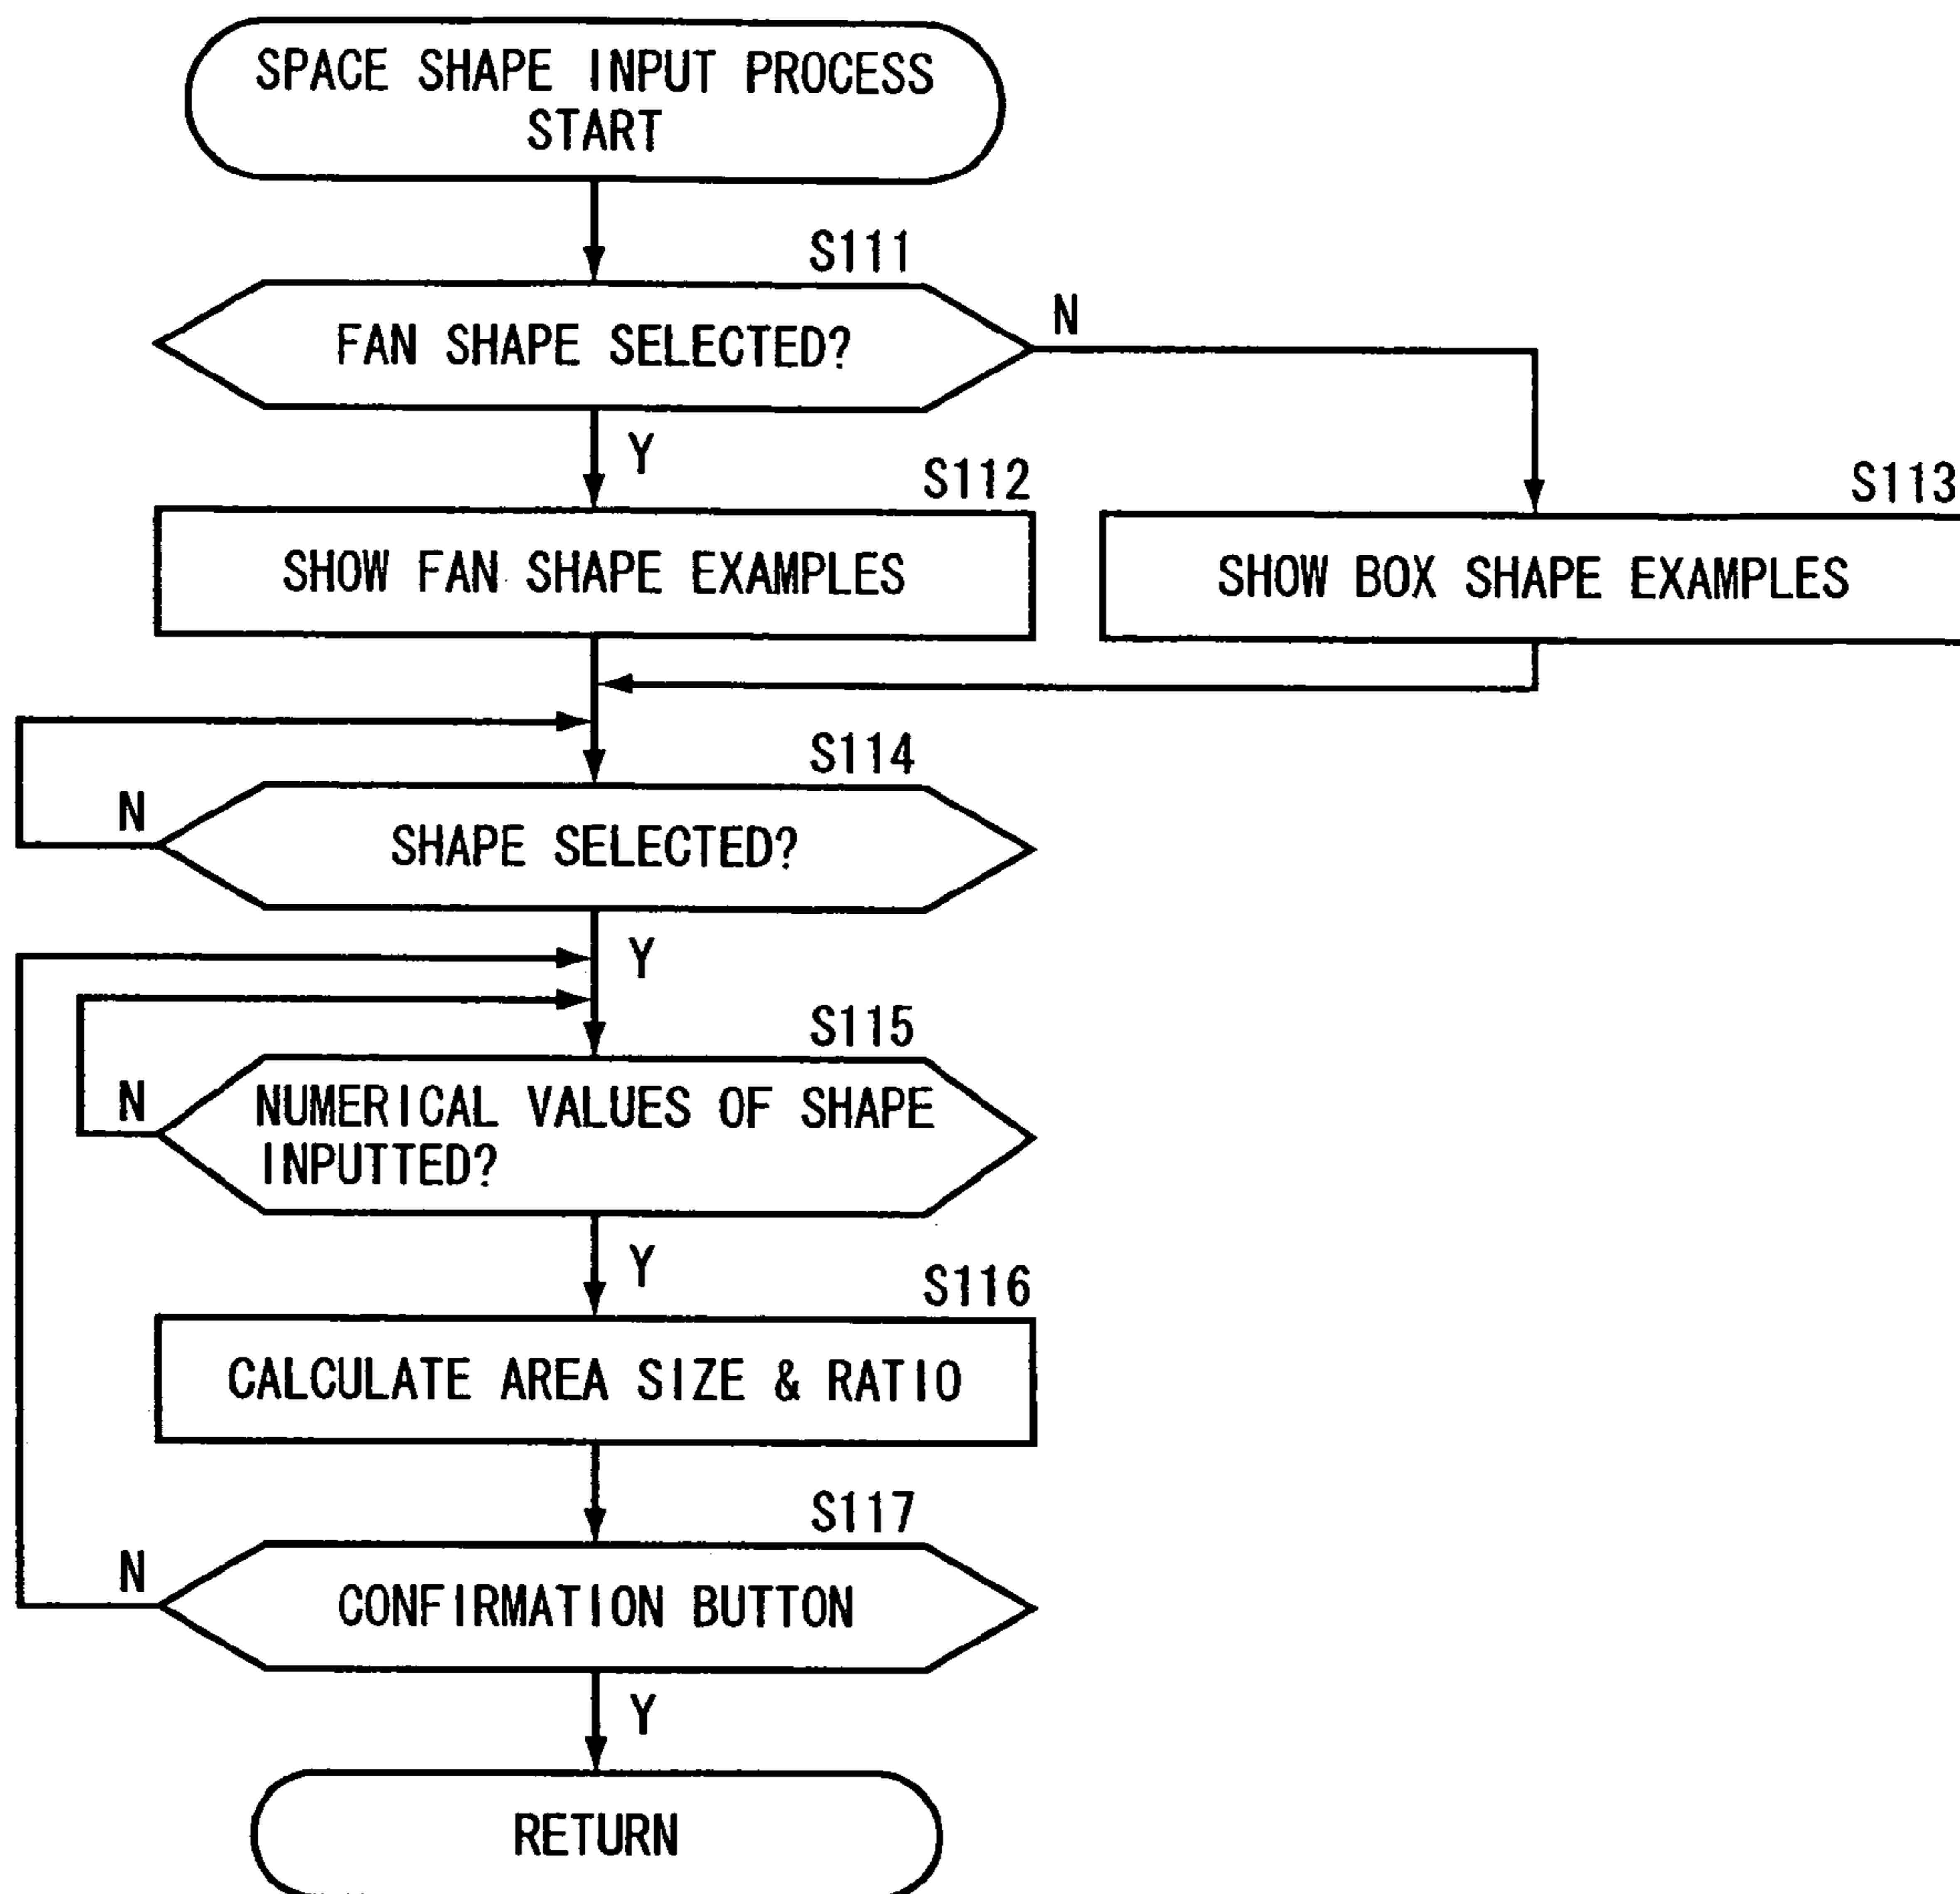 SPACE SHAPE INPUT PROCESS
START
S111
FAN SHAPE SELECTED?
N
Y
S112
SHOW FAN SHAPE EXAMPLES
S113
SHOW BOX SHAPE EXAMPLES
S114
N
SHAPE SELECTED?
Y
S115
N
NUMERICAL VALUES OF SHAPE
INPUTTED?
Y
S116
CALCULATE AREA SIZE & RATIO
S117
N
CONFIRMATION BUTTON
Y
RETURN